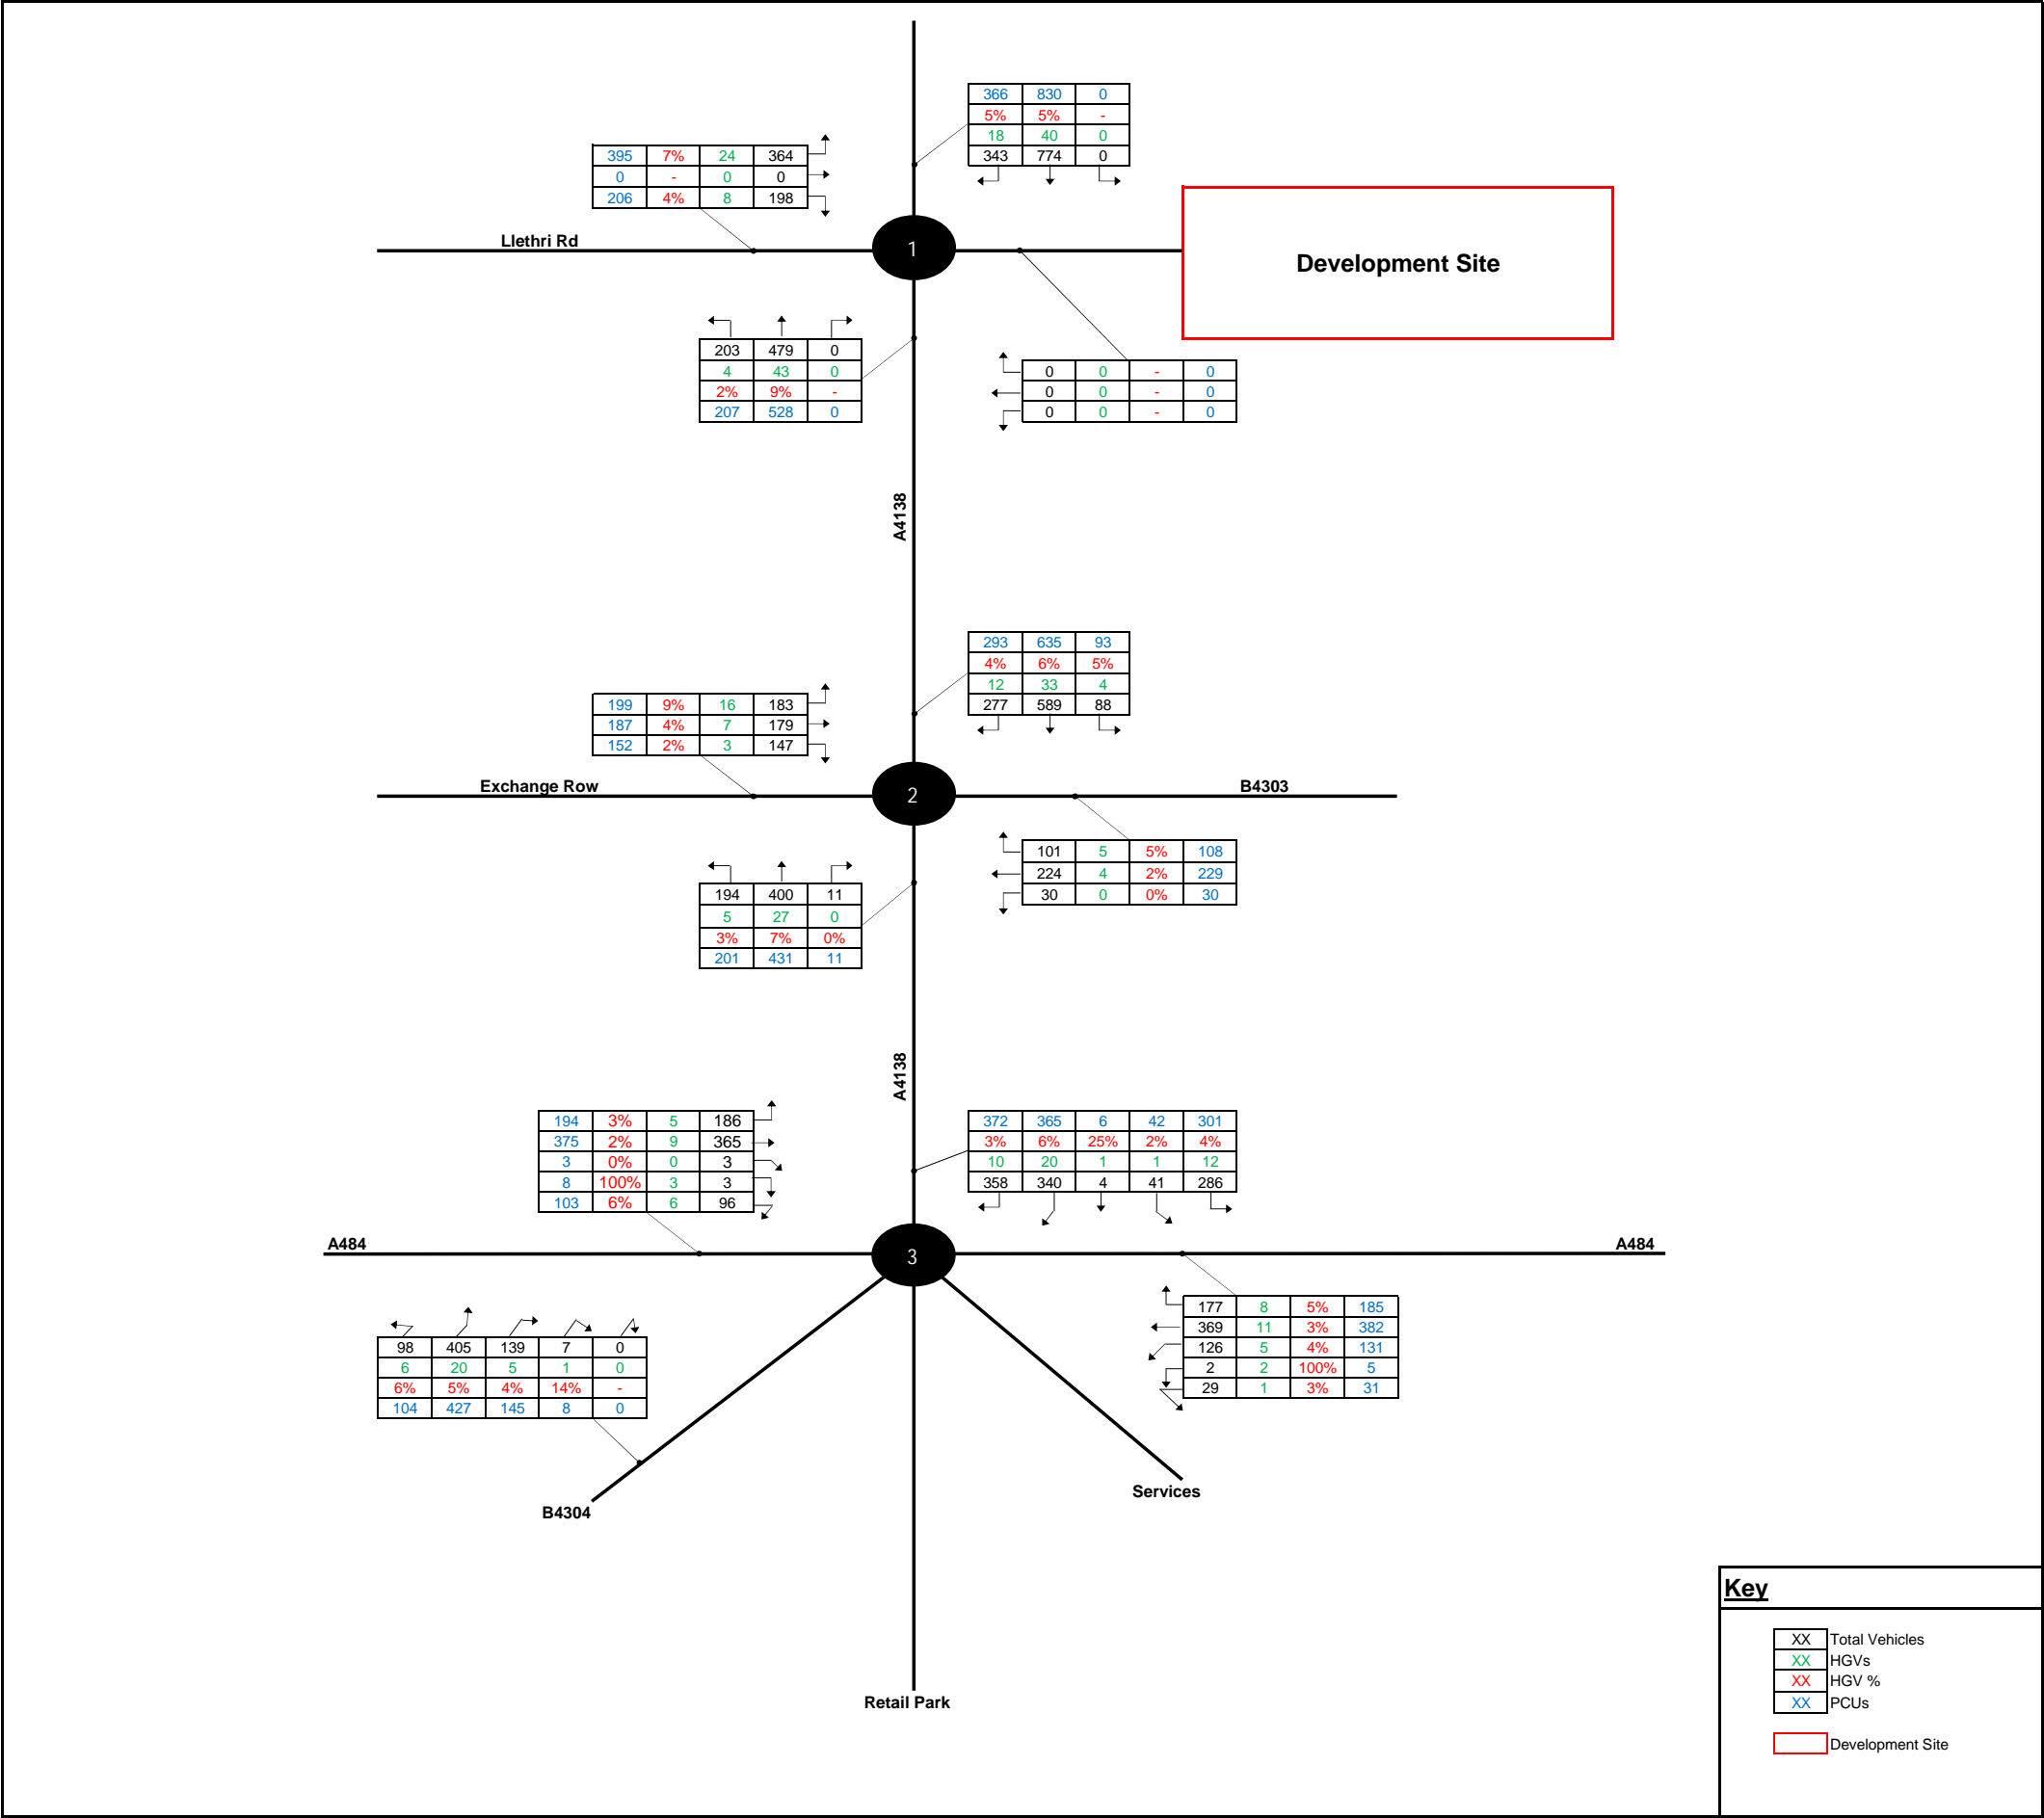 366 830 0
5% 5% -
18 40 0
343 774 0
395 7% 24 364
0 - 0 0
206 4% 8 198
Llethri Rd
1
Development Site
203 479 0
4 43 0
2% 9% -
207 528 0
0 0 - 0
0 0 - 0
0 0 - 0
A4138
293 635 93
4% 6% 5%
12 33 4
277 589 88
199 9% 16 183
187 4% 7 179
152 2% 3 147
Exchange Row
2
B4303
101 5 5% 108
224 4 2% 229
30 0 0% 30
194 400 11
5 27 0
3% 7% 0%
201 431 11
A4138
194 3% 5 186
375 2% 9 365
3 0% 0 3
8 100% 3 3
103 6% 6 96
372 365 6 42 301
3% 6% 25% 2% 4%
10 20 1 1 12
358 340 4 41 286
A484
3
A484
177 8 5% 185
369 11 3% 382
126 5 4% 131
2 2 100% 5
29 1 3% 31
98 405 139 7 0
6 20 5 1 0
6% 5% 4% 14% -
104 427 145 8 0
Services
B4304
Retail Park
Key
XX Total Vehicles
XX HGVs
XX HGV %
XX PCUs
Development Site